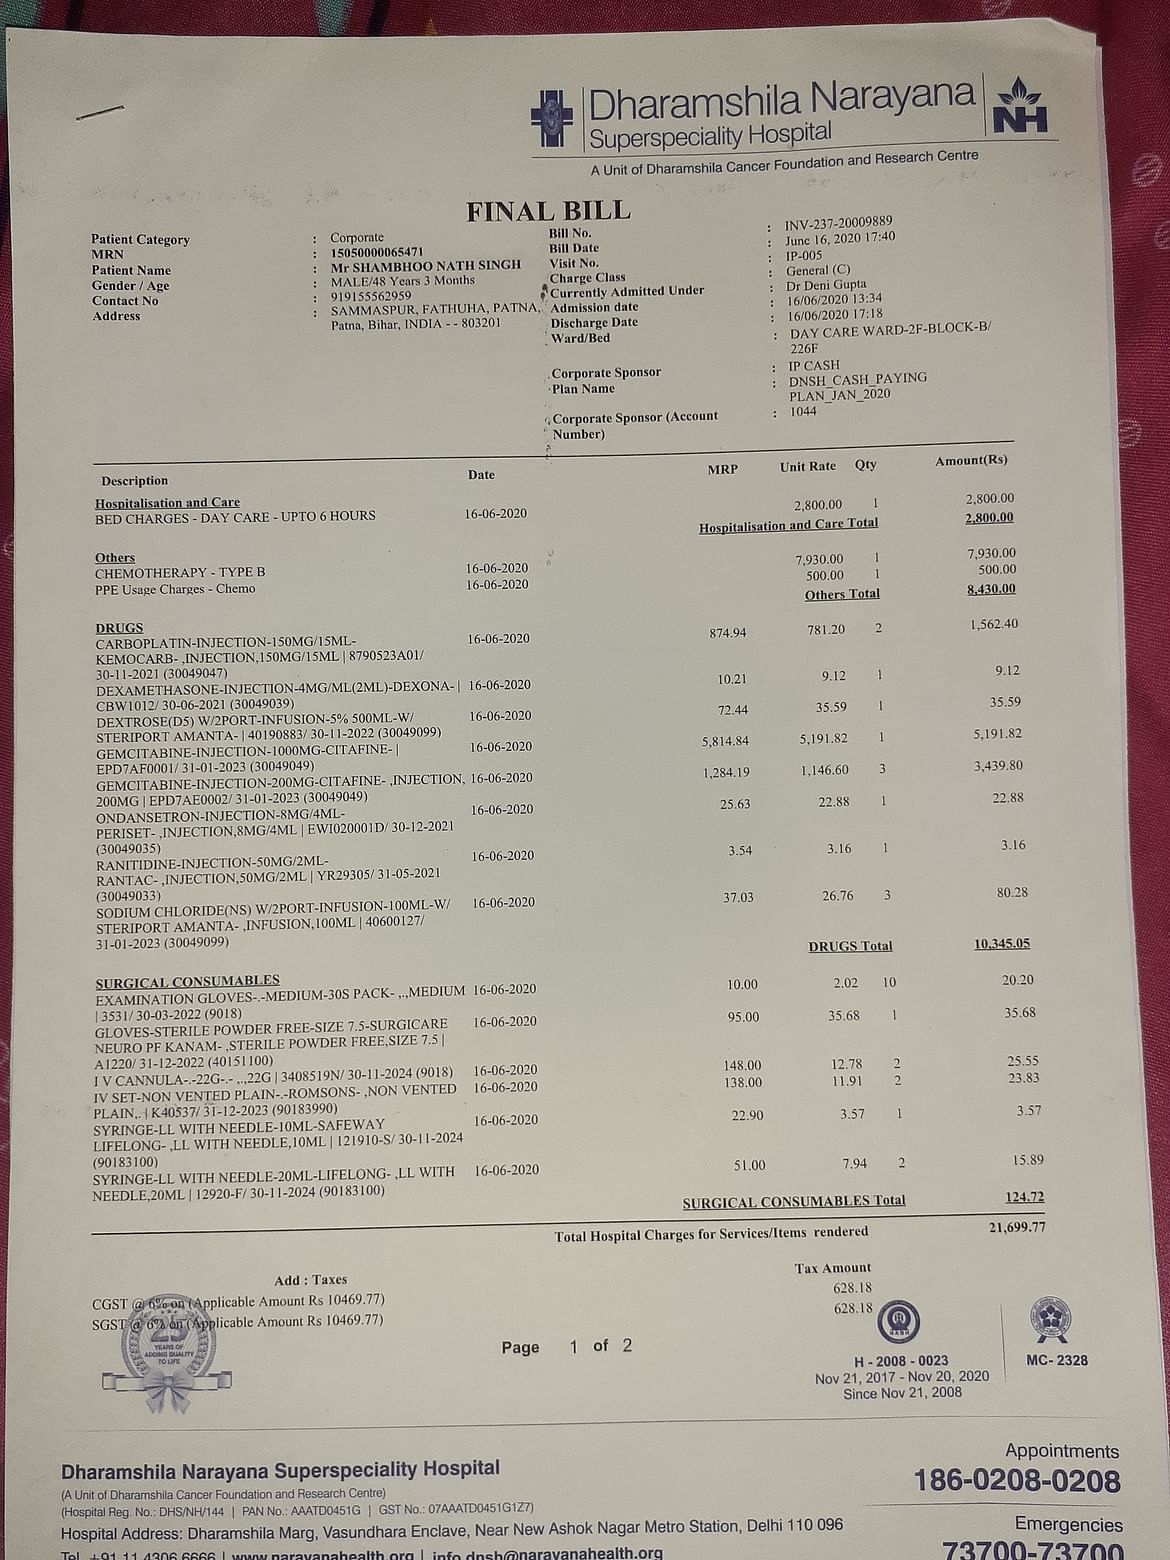 Dharamshila Narayana
Superspeciality Hospital
NH
A Unit of Dharamshila Cancer Foundation and Research Centre
FINAL BILL
Patient Category : Corporate
MRN : 15050000065471
Patient Name : Mr SHAMBHOO NATH SINGH
Gender / Age : MALE/48 Years 3 Months
Contact No : 919155562959
Address : SAMMASPUR, FATHUHA, PATNA,
Patna, Bihar, INDIA - - 803201
Bill No. : INV-237-20009889
Bill Date : June 16, 2020 17:40
Visit No. : IP-005
Charge Class : General (C)
Currently Admitted Under : Dr Deni Gupta
Admission date : 16/06/2020 13:34
Discharge Date : 16/06/2020 17:18
Ward/Bed : DAY CARE WARD-2F-BLOCK-B/
226F
Corporate Sponsor : IP CASH
Plan Name : DNSH_CASH_PAYING
PLAN_JAN_2020
Corporate Sponsor (Account : 1044
Number)
Description Date MRP Unit Rate Qty Amount(Rs)
Hospitalisation and Care
BED CHARGES - DAY CARE - UPTO 6 HOURS 16-06-2020 2,800.00 1 2,800.00
Hospitalisation and Care Total 2,800.00
Others
CHEMOTHERAPY - TYPE B 16-06-2020 7,930.00 1 7,930.00
PPE Usage Charges - Chemo 16-06-2020 500.00 1 500.00
Others Total 8,430.00
DRUGS
CARBOPLATIN-INJECTION-150MG/15ML- 16-06-2020 874.94 781.20 2 1,562.40
KEMOCARB- ,INJECTION,150MG/15ML | 8790523A01/
30-11-2021 (30049047)
DEXAMETHASONE-INJECTION-4MG/ML(2ML)-DEXONA- | 16-06-2020 10.21 9.12 1 9.12
CBW1012/ 30-06-2021 (30049039)
DEXTROSE(D5) W/2PORT-INFUSION-5% 500ML-W/ 16-06-2020 72.44 35.59 1 35.59
STERIPORT AMANTA- | 40190883/ 30-11-2022 (30049099)
GEMCITABINE-INJECTION-1000MG-CITAFINE- | 16-06-2020 5,814.84 5,191.82 1 5,191.82
EPD7AF0001/ 31-01-2023 (30049049)
GEMCITABINE-INJECTION-200MG-CITAFINE- ,INJECTION, 16-06-2020 1,284.19 1,146.60 3 3,439.80
200MG | EPD7AE0002/ 31-01-2023 (30049049)
ONDANSETRON-INJECTION-8MG/4ML- 16-06-2020 25.63 22.88 1 22.88
PERISET- ,INJECTION,8MG/4ML | EWI020001D/ 30-12-2021
(30049035)
RANITIDINE-INJECTION-50MG/2ML- 16-06-2020 3.54 3.16 1 3.16
RANTAC- ,INJECTION,50MG/2ML | YR29305/ 31-05-2021
(30049033)
SODIUM CHLORIDE(NS) W/2PORT-INFUSION-100ML-W/ 16-06-2020 37.03 26.76 3 80.28
STERIPORT AMANTA- ,INFUSION,100ML | 40600127/
31-01-2023 (30049099)
DRUGS Total 10,345.05
SURGICAL CONSUMABLES
EXAMINATION GLOVES-.-MEDIUM-30S PACK- ,.,MEDIUM 16-06-2020 10.00 2.02 10 20.20
| 3531/ 30-03-2022 (9018)
GLOVES-STERILE POWDER FREE-SIZE 7.5-SURGICARE 16-06-2020 95.00 35.68 1 35.68
NEURO PF KANAM- ,STERILE POWDER FREE,SIZE 7.5 |
A1220/ 31-12-2022 (40151100)
I V CANNULA-.-22G-.- ,.,22G | 3408519N/ 30-11-2024 (9018) 16-06-2020 148.00 12.78 2 25.55
IV SET-NON VENTED PLAIN-.-ROMSONS- ,NON VENTED 16-06-2020 138.00 11.91 2 23.83
PLAIN,. | K40537/ 31-12-2023 (90183990)
SYRINGE-LL WITH NEEDLE-10ML-SAFEWAY 16-06-2020 22.90 3.57 1 3.57
LIFELONG- ,LL WITH NEEDLE,10ML | 121910-S/ 30-11-2024
(90183100)
SYRINGE-LL WITH NEEDLE-20ML-LIFELONG- ,LL WITH 16-06-2020 51.00 7.94 2 15.89
NEEDLE,20ML | 12920-F/ 30-11-2024 (90183100)
SURGICAL CONSUMABLES Total 124.72
Total Hospital Charges for Services/Items rendered 21,699.77
Add : Taxes Tax Amount
CGST @ 6% on (Applicable Amount Rs 10469.77) 628.18
SGST @ 6% on (Applicable Amount Rs 10469.77) 628.18
25
YEARS OF
ADDING QUALITY
TO LIFE
Page 1 of 2
H - 2008 - 0023
Nov 21, 2017 - Nov 20, 2020
Since Nov 21, 2008
MC- 2328
Dharamshila Narayana Superspeciality Hospital
(A Unit of Dharamshila Cancer Foundation and Research Centre)
(Hospital Reg. No.: DHS/NH/144 | PAN No.: AAATD0451G | GST No.: 07AAATD0451G1Z7)
Hospital Address: Dharamshila Marg, Vasundhara Enclave, Near New Ashok Nagar Metro Station, Delhi 110 096
Tel +91 11 4306 6666 | www.narayanahealth.org | info.dnsh@narayanahealth.org
Appointments
186-0208-0208
Emergencies
73700-73700